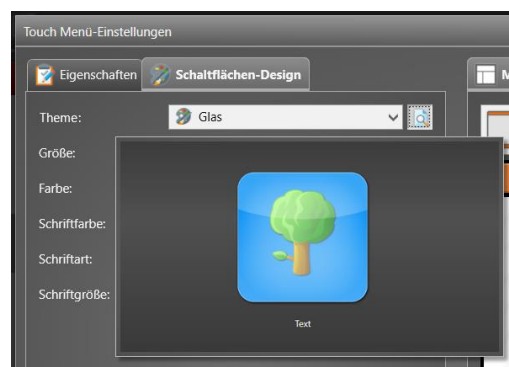 Touch Menü-Einstellungen
Eigenschaften
Schaltflächen-Design
Theme:
Glas
Größe:
Farbe:
Schriftfarbe:
Schriftart:
Schriftgröße:
Text